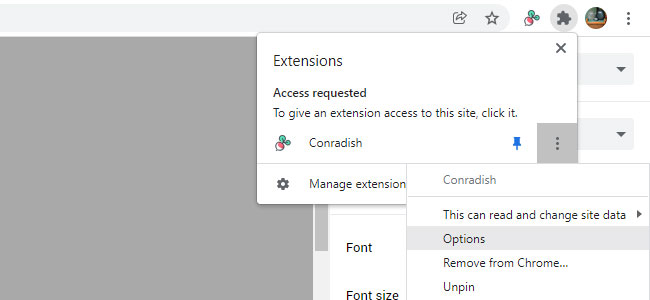 Extensions
Access requested
To give an extension access to this site, click it.
Conradish
Manage extension
Conradish
This can read and change site data
Options
Remove from Chrome...
Unpin
Font
Font size